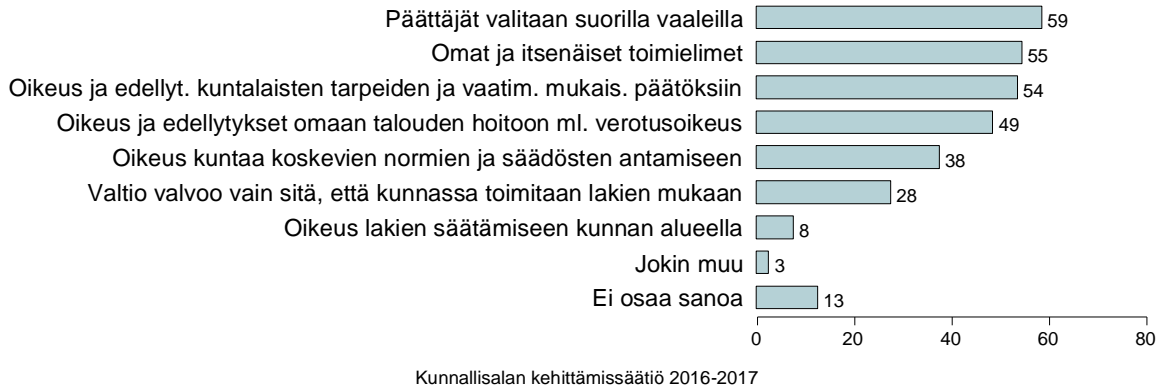 Päättäjät valitaan suorilla vaaleilla 59
Omat ja itsenäiset toimielimet 55
Oikeus ja edellyt. kuntalaisten tarpeiden ja vaatim. mukais. päätöksiin 54
Oikeus ja edellytykset omaan talouden hoitoon ml. verotusoikeus 49
Oikeus kuntaa koskevien normien ja säädösten antamiseen 38
Valtio valvoo vain sitä, että kunnassa toimitaan lakien mukaan 28
Oikeus lakien säätämiseen kunnan alueella 8
Jokin muu 3
Ei osaa sanoa 13
0 20 40 60 80
Kunnallisalan kehittämissäätiö 2016-2017